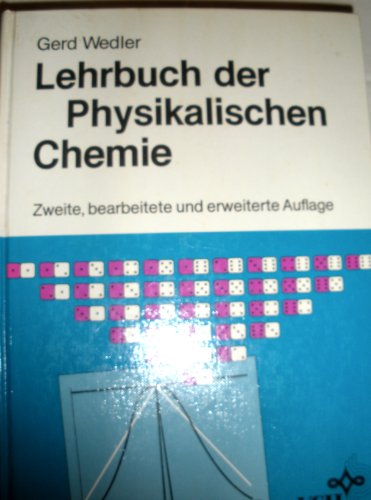 Gerd Wedler
Lehrbuch der
Physikalischen
Chemie
Zweite, bearbeitete und erweiterte Auflage